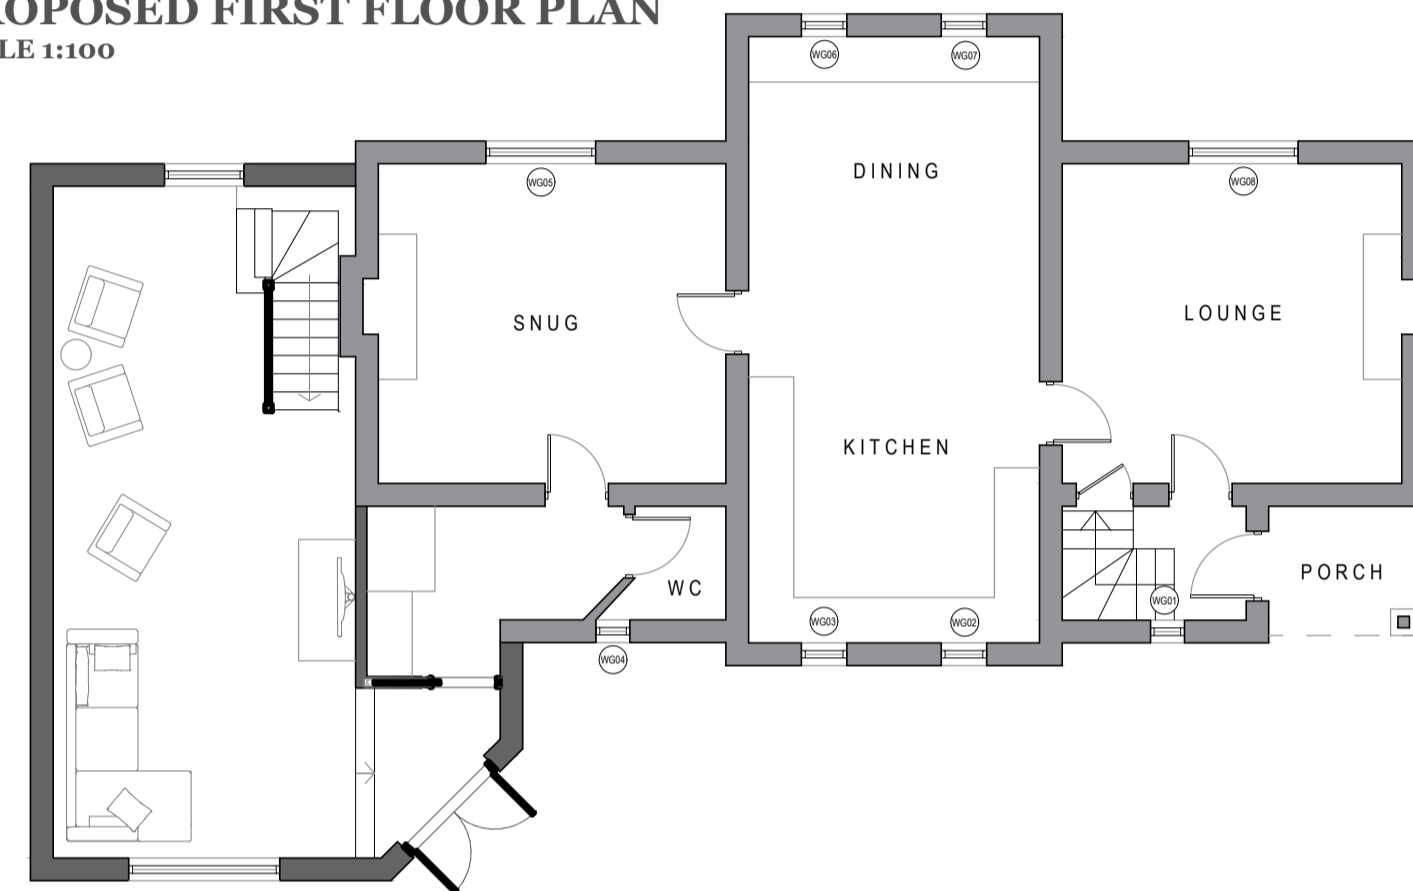 ROPOSED FIRST FLOOR PLAN
LE 1:100
WG06
WG07
DINING
WG05
WG08
SNUG
LOUNGE
KITCHEN
WC
PORCH
WG01
WG03
WG02
WG04